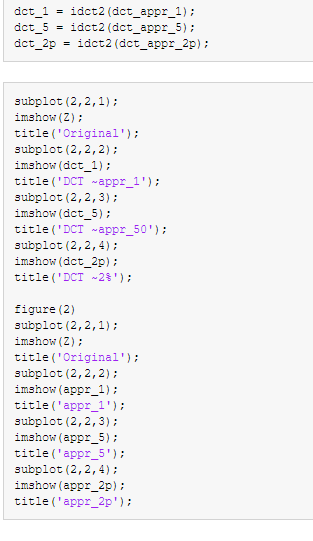 dct_1 = idct2(dct_appr_1);
dct_5 = idct2(dct_appr_5);
dct_2p = idct2(dct_appr_2p);
subplot(2,2,1);
imshow(Z);
title('Original');
subplot(2,2,2);
imshow(dct_1);
title('DCT ~appr_1');
subplot(2,2,3);
imshow(dct_5);
title('DCT ~appr_50');
subplot(2,2,4);
imshow(dct_2p);
title('DCT ~2%');
figure(2)
subplot(2,2,1);
imshow(Z);
title('Original');
subplot(2,2,2);
imshow(appr_1);
title('appr_1');
subplot(2,2,3);
imshow(appr_5);
title('appr_5');
subplot(2,2,4);
imshow(appr_2p);
title('appr_2p');